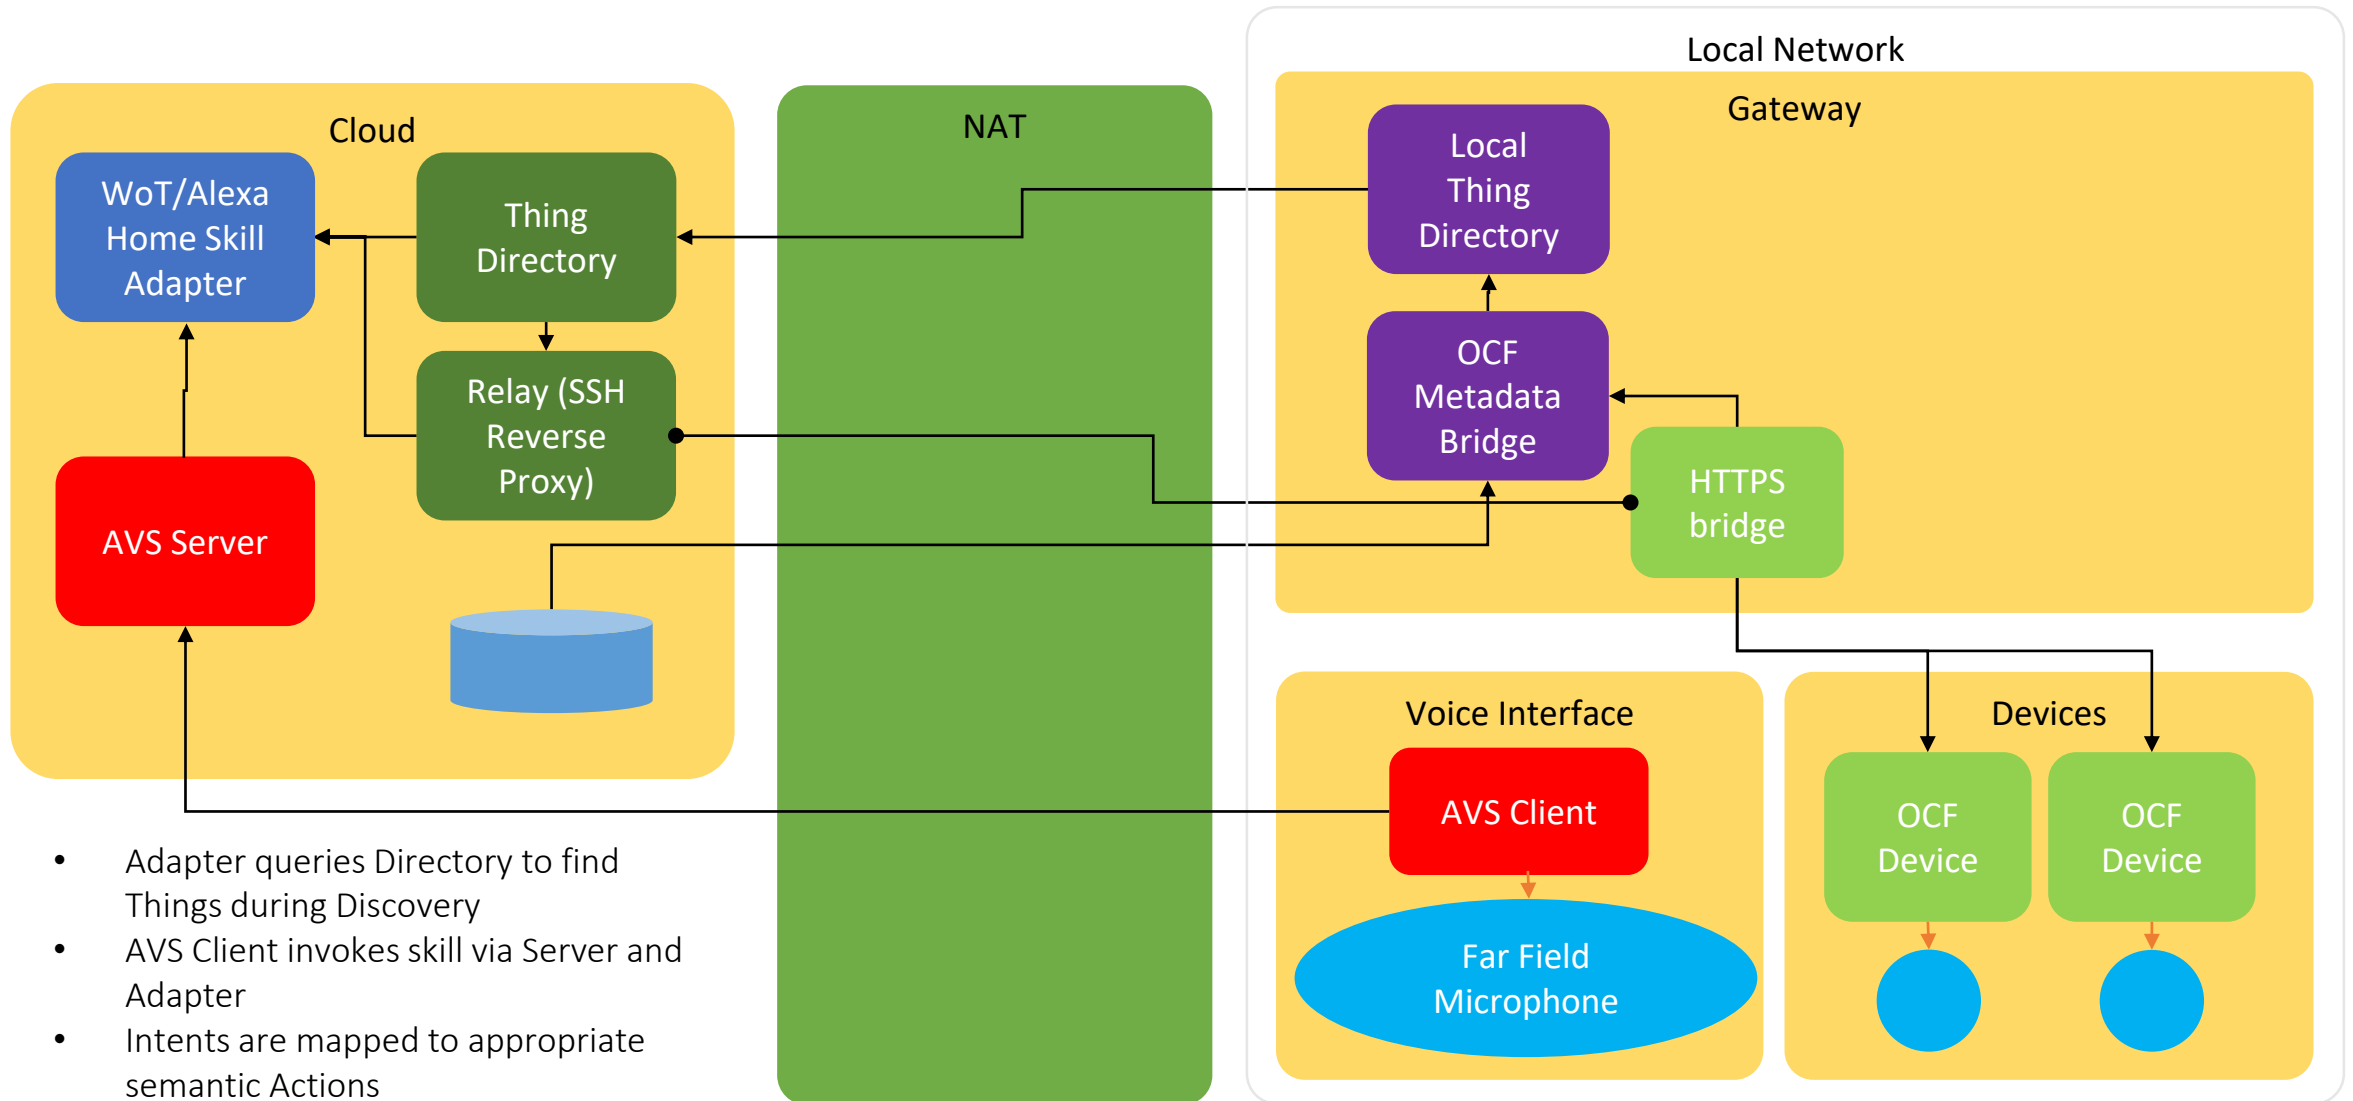 Local Network
Gateway
Cloud
NAT
WoT/Alexa
Home Skill
Adapter
Thing
Directory
Local
Thing
Directory
Relay (SSH
Reverse
Proxy)
OCF
Metadata
Bridge
HTTPS
bridge
AVS Server
Voice Interface
Devices
AVS Client
OCF
Device
OCF
Device
Far Field
Microphone
• Adapter queries Directory to find
Things during Discovery
• AVS Client invokes skill via Server and
Adapter
• Intents are mapped to appropriate
semantic Actions